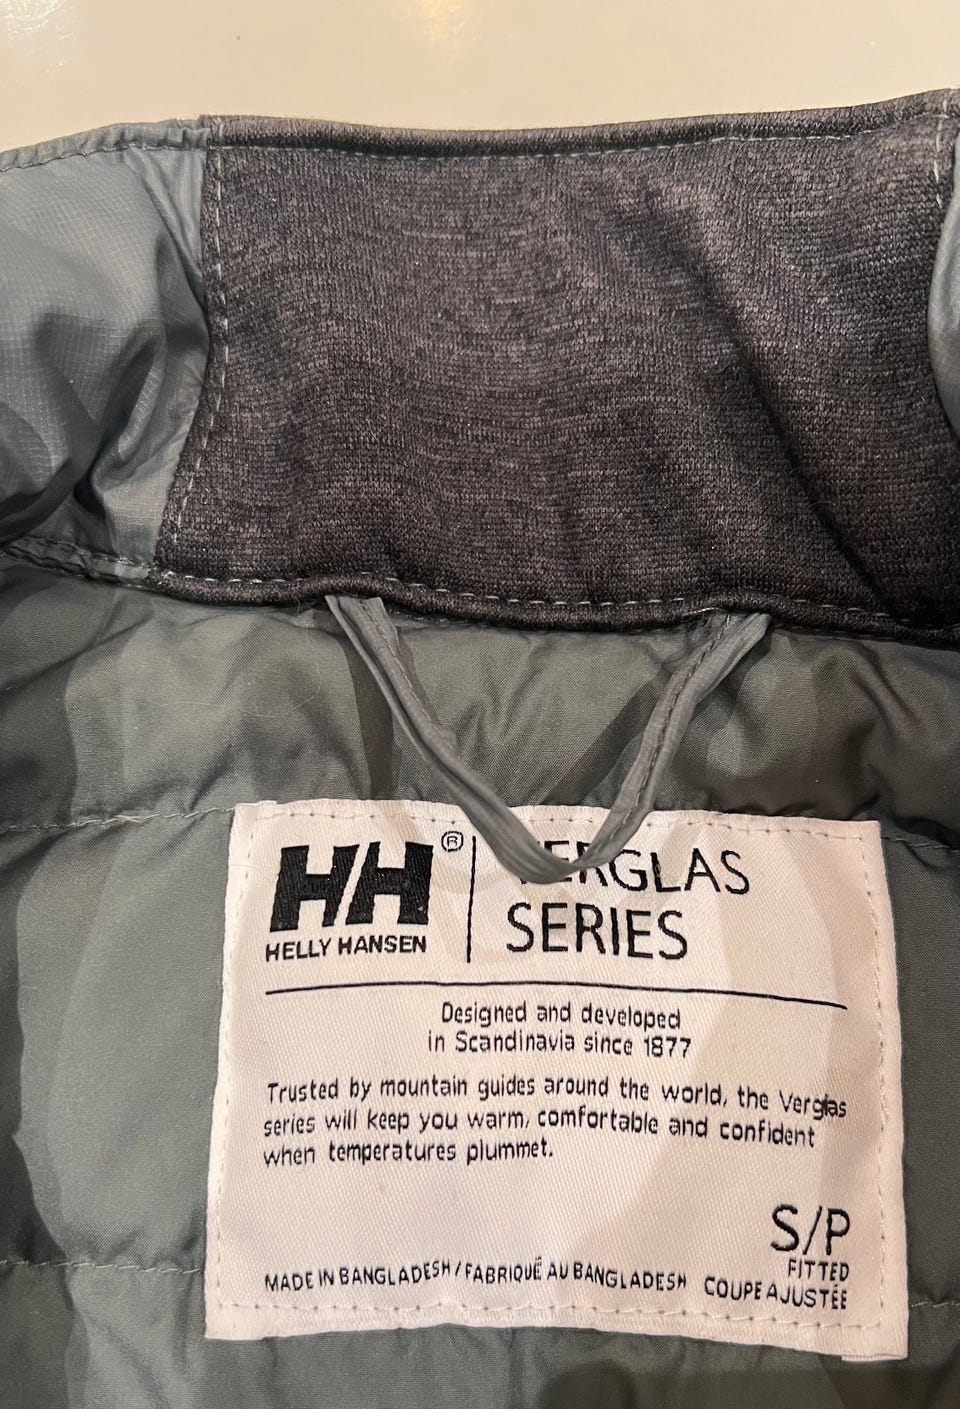 HH®
HELLY HANSEN
VERGLAS
SERIES
Designed and developed
in Scandinavia since 1877
Trusted by mountain guides around the world, the Verglas
series will keep you warm, comfortable and confident
when temperatures plummet.
S/P
FITTED
COUPE AJUSTÉE
MADE IN BANGLADESH / FABRIQUÉ AU BANGLADESH